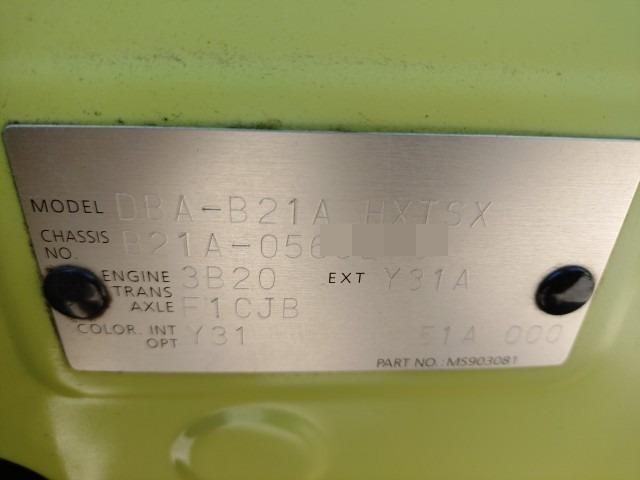 MODEL DBA-B21A HXTSX
CHASSIS NO. B21A-056
ENGINE 3B20 EXT Y31A
TRANS AXLE F1CJB
COLOR. INT OPT Y31 F1A 000
PART NO.: MS903081